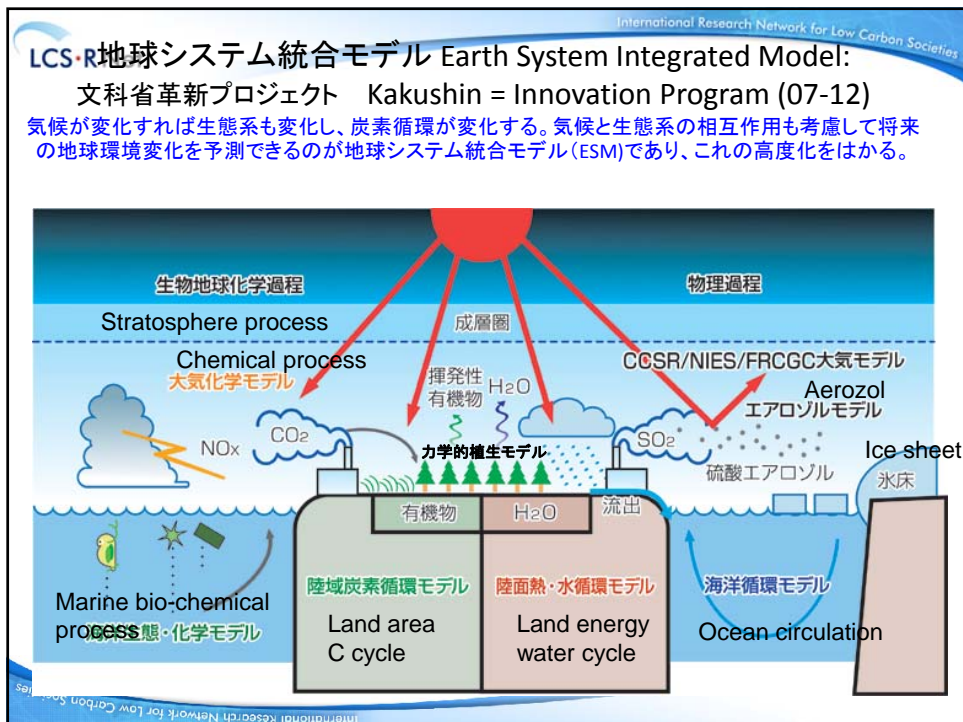 International Research Network for Low Carbon Societies
LCS·R 地球システム統合モデル Earth System Integrated Model:
文科省革新プロジェクト Kakushin = Innovation Program (07-12)
気候が変化すれば生態系も変化し、炭素循環が変化する。気候と生態系の相互作用も考慮して将来
の地球環境変化を予測できるのが地球システム統合モデル(ESM)であり、これの高度化をはかる。
生物地球化学過程
物理過程
Stratosphere process
成層圏
Chemical process
大気化学モデル
CCSR/NIES/FRCGC大気モデル
Aerozol
エアロゾルモデル
揮発性
有機物
H2O
NOx
CO2
力学的植生モデル
SO2
硫酸エアロゾル
Ice sheet
氷床
有機物
H2O
流出
陸域炭素循環モデル
Land area
C cycle
陸面熱・水循環モデル
Land energy
water cycle
海洋循環モデル
Ocean circulation
Marine bio-chemical
process
生態・化学モデル
International Research Network for Low Carbon Societies